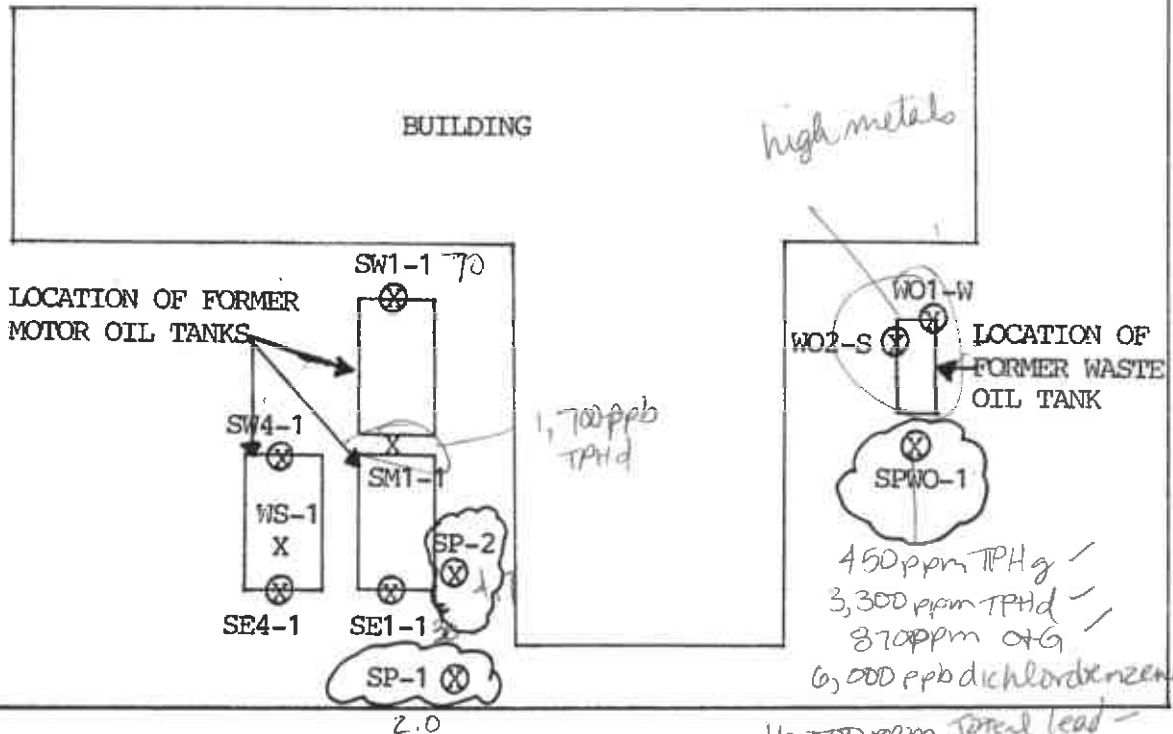 BUILDING
high metals
SW1-1 70
LOCATION OF FORMER
MOTOR OIL TANKS
WO1-W
WO2-S
LOCATION OF
FORMER WASTE
OIL TANK
SW4-1
1,700 ppb
TPHd
SM1-1
SPWO-1
WS-1
X
SP-2
SE4-1
SE1-1
SP-1
450 ppm TPHg
3,300 ppm TPHd
870 ppm O+G
6,000 ppb dichlorobenzene
2.0
ppm Total lead